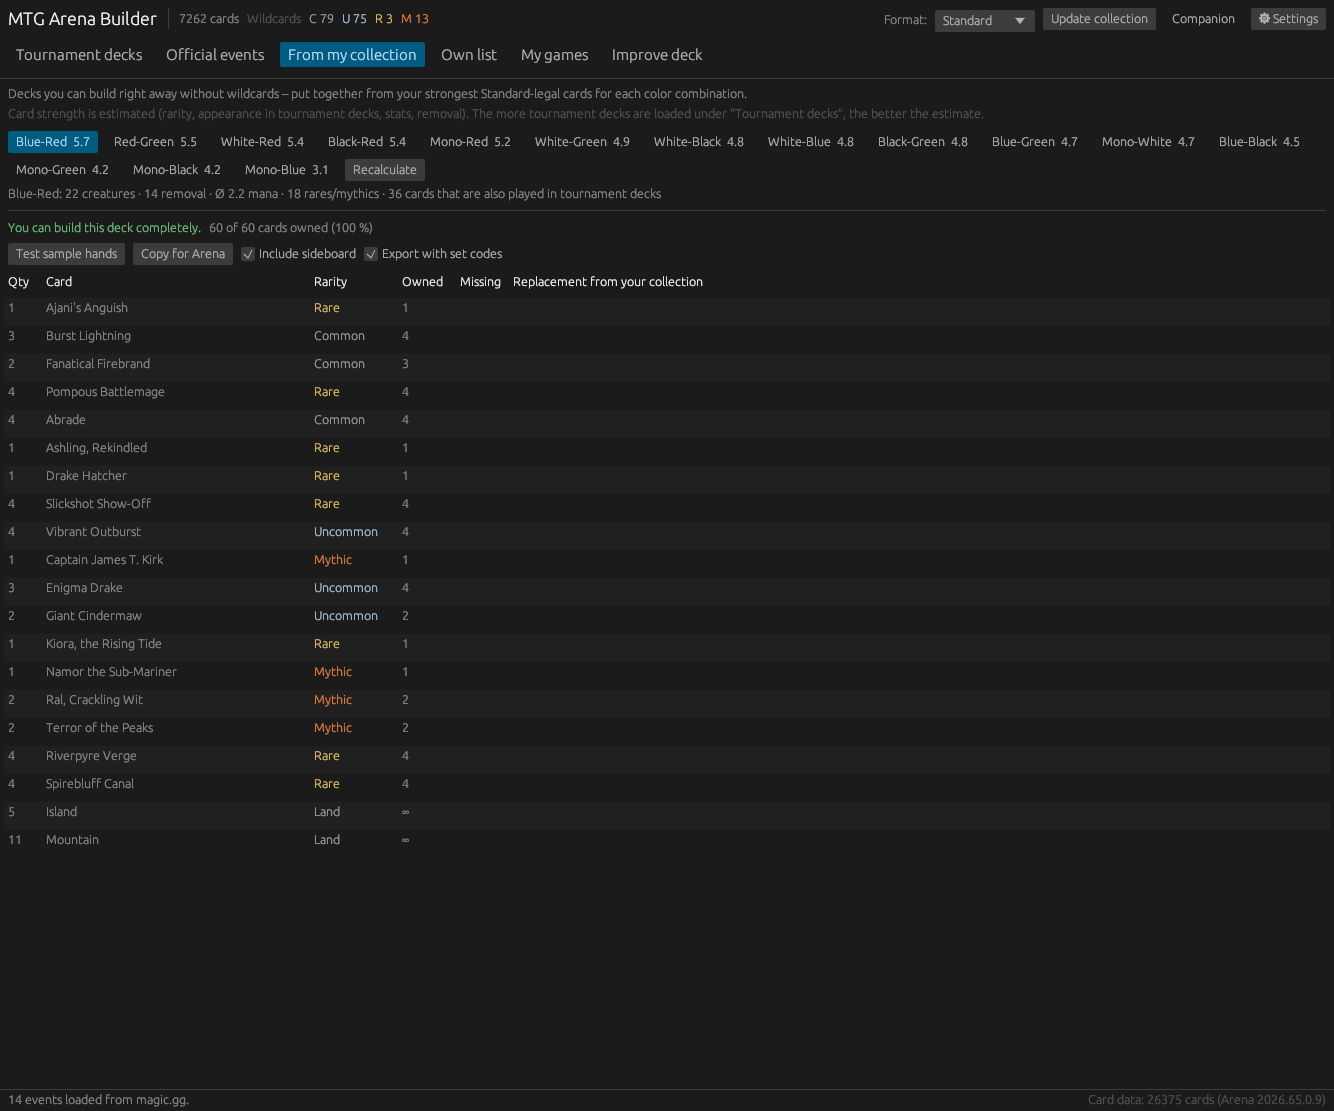 MTG Arena Builder 7262 cards Wildcards C 79 U 75 R 3 M 13 Format: Standard Update collection Companion Settings
Tournament decks Official events From my collection Own list My games Improve deck
Decks you can build right away without wildcards – put together from your strongest Standard-legal cards for each color combination.
Card strength is estimated (rarity, appearance in tournament decks, stats, removal). The more tournament decks are loaded under "Tournament decks", the better the estimate.
Blue-Red 5.7 Red-Green 5.5 White-Red 5.4 Black-Red 5.4 Mono-Red 5.2 White-Green 4.9 White-Black 4.8 White-Blue 4.8 Black-Green 4.8 Blue-Green 4.7 Mono-White 4.7 Blue-Black 4.5
Mono-Green 4.2 Mono-Black 4.2 Mono-Blue 3.1 Recalculate
Blue-Red: 22 creatures · 14 removal · Ø 2.2 mana · 18 rares/mythics · 36 cards that are also played in tournament decks
You can build this deck completely. 60 of 60 cards owned (100 %)
Test sample hands Copy for Arena Include sideboard Export with set codes
Qty Card Rarity Owned Missing Replacement from your collection
1 Ajani's Anguish Rare 1
3 Burst Lightning Common 4
2 Fanatical Firebrand Common 3
4 Pompous Battlemage Rare 4
4 Abrade Common 4
1 Ashling, Rekindled Rare 1
1 Drake Hatcher Rare 1
4 Slickshot Show-Off Rare 4
4 Vibrant Outburst Uncommon 4
1 Captain James T. Kirk Mythic 1
3 Enigma Drake Uncommon 4
2 Giant Cindermaw Uncommon 2
1 Kiora, the Rising Tide Rare 1
1 Namor the Sub-Mariner Mythic 1
2 Ral, Crackling Wit Mythic 2
2 Terror of the Peaks Mythic 2
4 Riverpyre Verge Rare 4
4 Spirebluff Canal Rare 4
5 Island Land ∞
11 Mountain Land ∞
14 events loaded from magic.gg. Card data: 26375 cards (Arena 2026.65.0.9)